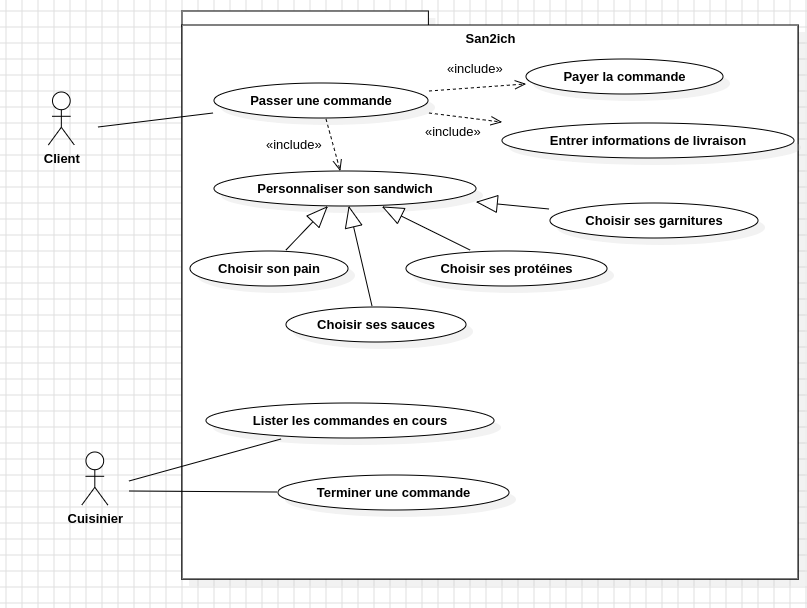 San2ich
«include»
Payer la commande
Passer une commande
«include»
Entrer informations de livraison
«include»
Client
Personnaliser son sandwich
Choisir ses garnitures
Choisir son pain
Choisir ses protéines
Choisir ses sauces
Lister les commandes en cours
Terminer une commande
Cuisinier